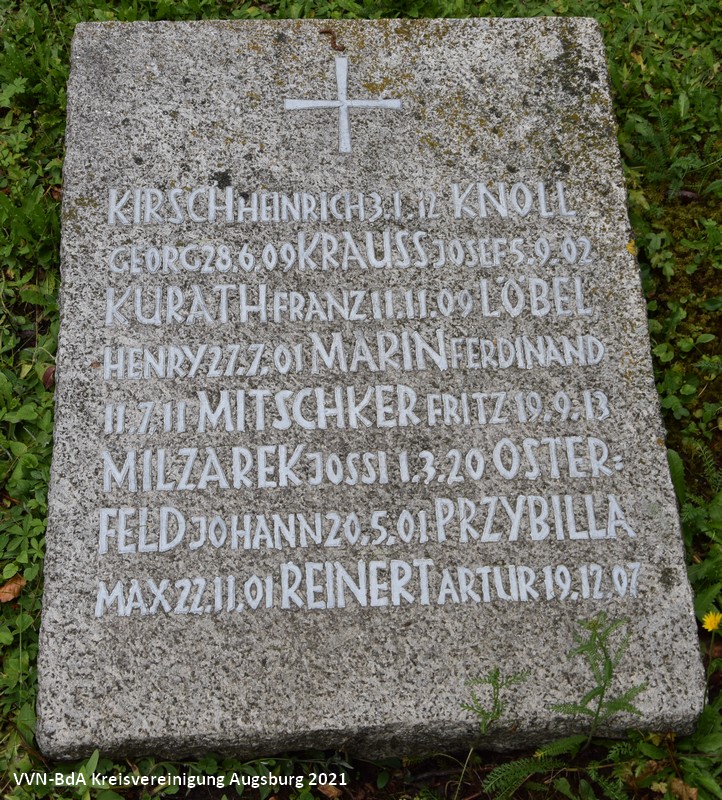 KIRSCH HEINRICH 3.1.12 KNOLL
GEORG 28.6.09 KRAUSS JOSEF 5.9.02
KURATH FRANZ 11.11.09 LÖBEL
HENRY 27.7.01 MARIN FERDINAND
11.7.11 MITSCHKER FRITZ 19.9.13
MILZAREK JOSSI 1.3.20 OSTER=
FELD JOHANN 20.5.01 PRZYBILLA
MAX 22.11.01 REINERT ARTUR 19.12.07
VVN-BdA Kreisvereinigung Augsburg 2021